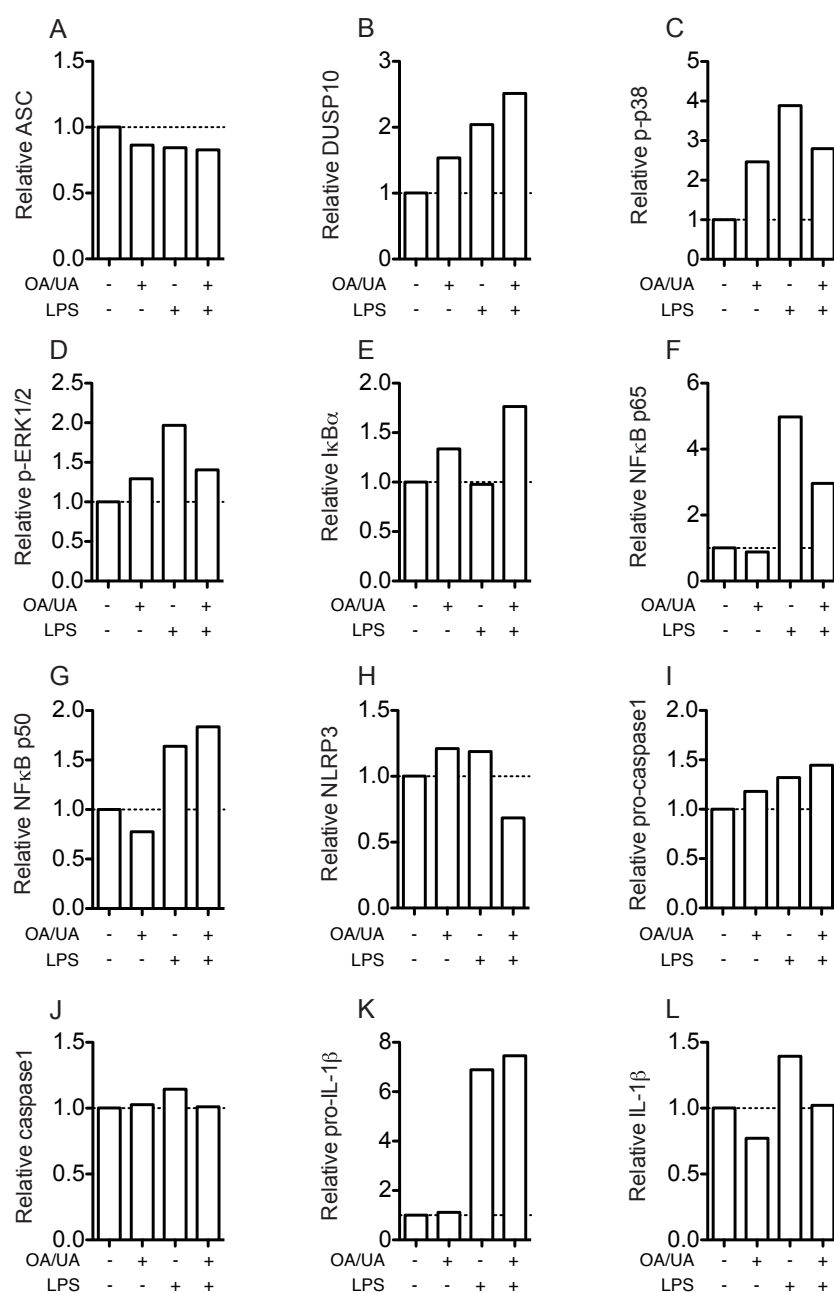 A
Relative ASC
1.5
1.0
0.5
0.0
OA/UA - + - +
LPS - - + +
B
Relative DUSP10
3
2
1
0
OA/UA - + - +
LPS - - + +
C
Relative p-p38
5
4
3
2
1
0
OA/UA - + - +
LPS - - + +
D
Relative p-ERK1/2
2.5
2.0
1.5
1.0
0.5
0.0
OA/UA - + - +
LPS - - + +
E
Relative IκBα
2.0
1.5
1.0
0.5
0.0
OA/UA - + - +
LPS - - + +
F
Relative NFκB p65
6
4
2
0
OA/UA - + - +
LPS - - + +
G
Relative NFκB p50
2.0
1.5
1.0
0.5
0.0
OA/UA - + - +
LPS - - + +
H
Relative NLRP3
1.5
1.0
0.5
0.0
OA/UA - + - +
LPS - - + +
I
Relative pro-caspase1
2.0
1.5
1.0
0.5
0.0
OA/UA - + - +
LPS - - + +
J
Relative caspase1
1.5
1.0
0.5
0.0
OA/UA - + - +
LPS - - + +
K
Relative pro-IL-1β
8
6
4
2
0
OA/UA - + - +
LPS - - + +
L
Relative IL-1β
1.5
1.0
0.5
0.0
OA/UA - + - +
LPS - - + +